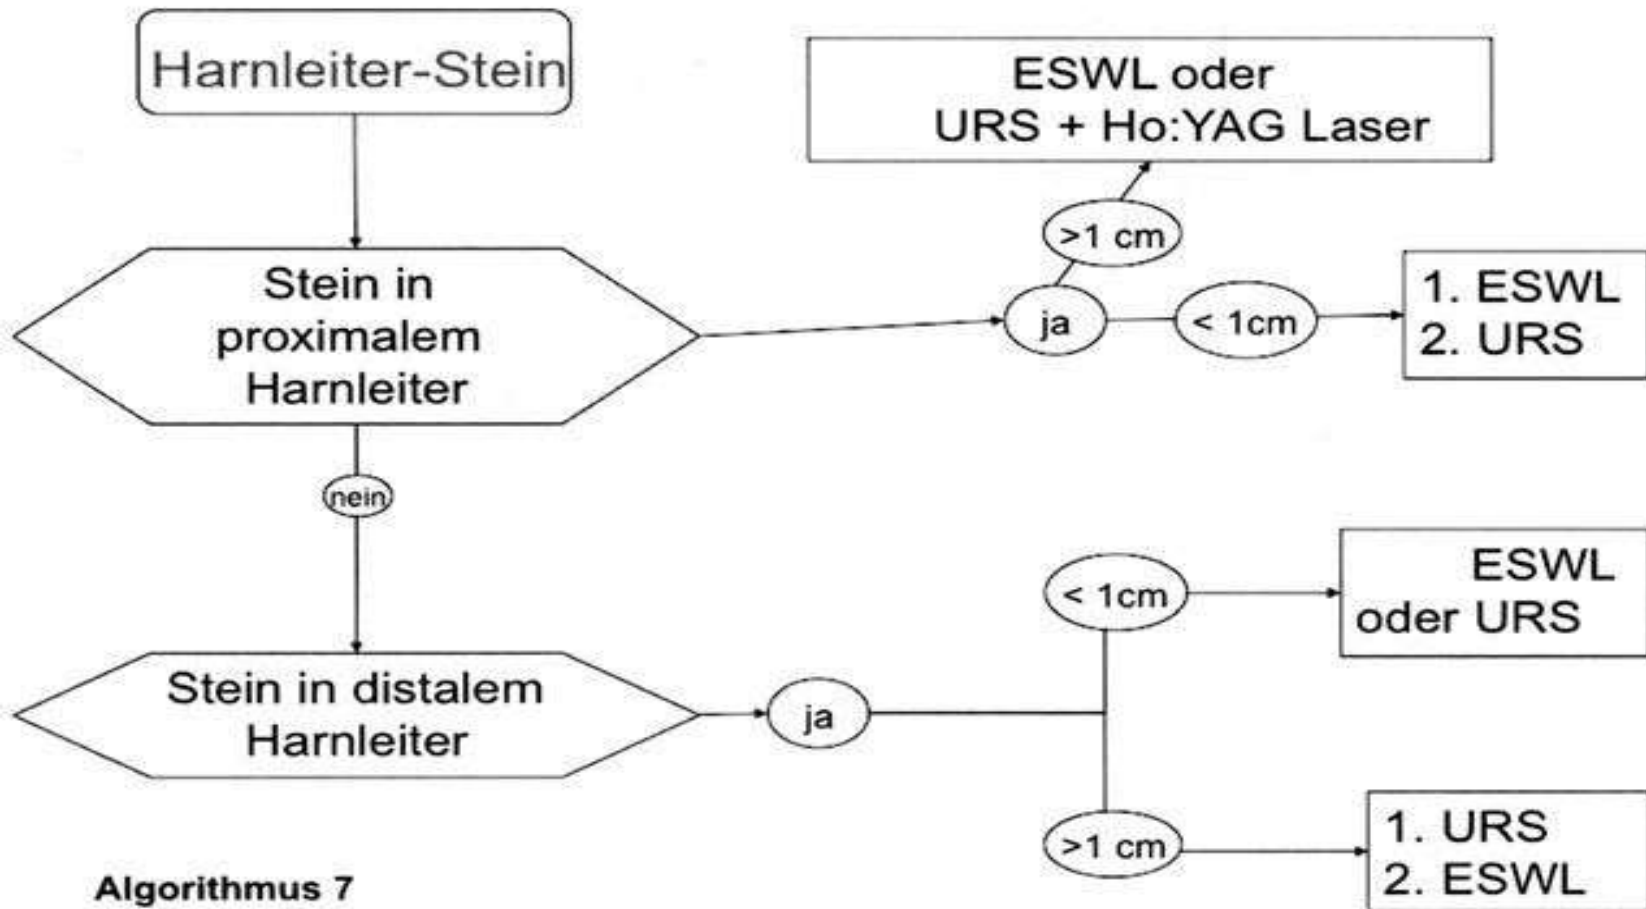 Harnleiter-Stein
ESWL oder
URS + Ho:YAG Laser
>1 cm
Stein in
proximalem
Harnleiter
ja
< 1cm
1. ESWL
2. URS
nein
< 1cm
ESWL
oder URS
Stein in distalem
Harnleiter
ja
>1 cm
1. URS
2. ESWL
Algorithmus 7